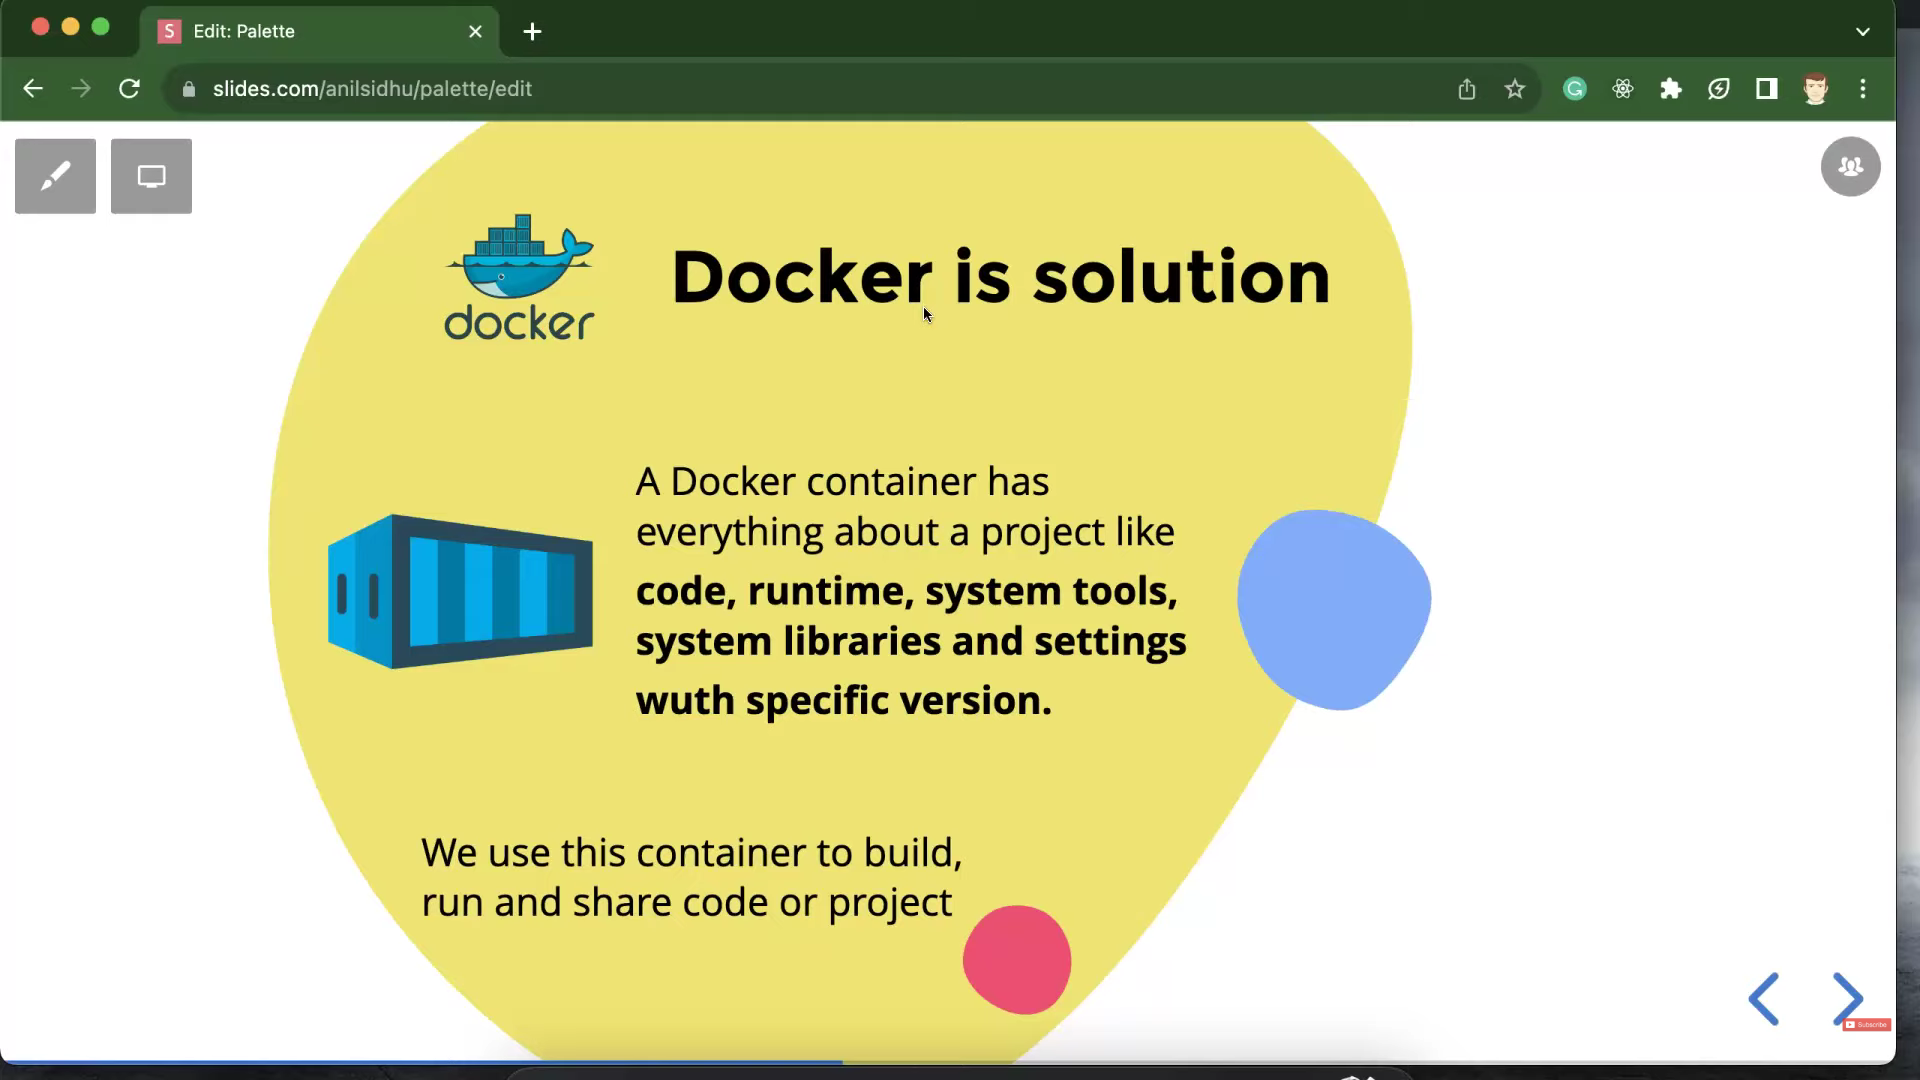 S Edit: Palette
slides.com/anilsidhu/palette/edit
docker
Docker is solution
A Docker container has
everything about a project like
code, runtime, system tools,
system libraries and settings
wuth specific version.
We use this container to build,
run and share code or project
Subscribe